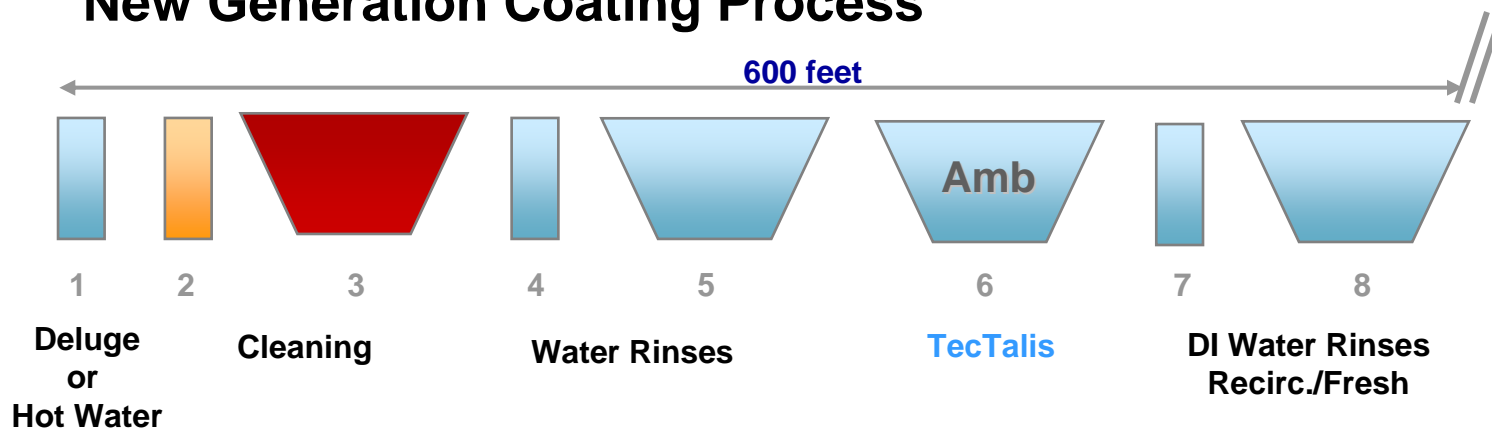 New Generation Coating Process
600 feet
Amb
1 2 3 4 5 6 7 8
Deluge
or
Hot Water
Cleaning
Water Rinses
TecTalis
DI Water Rinses
Recirc./Fresh